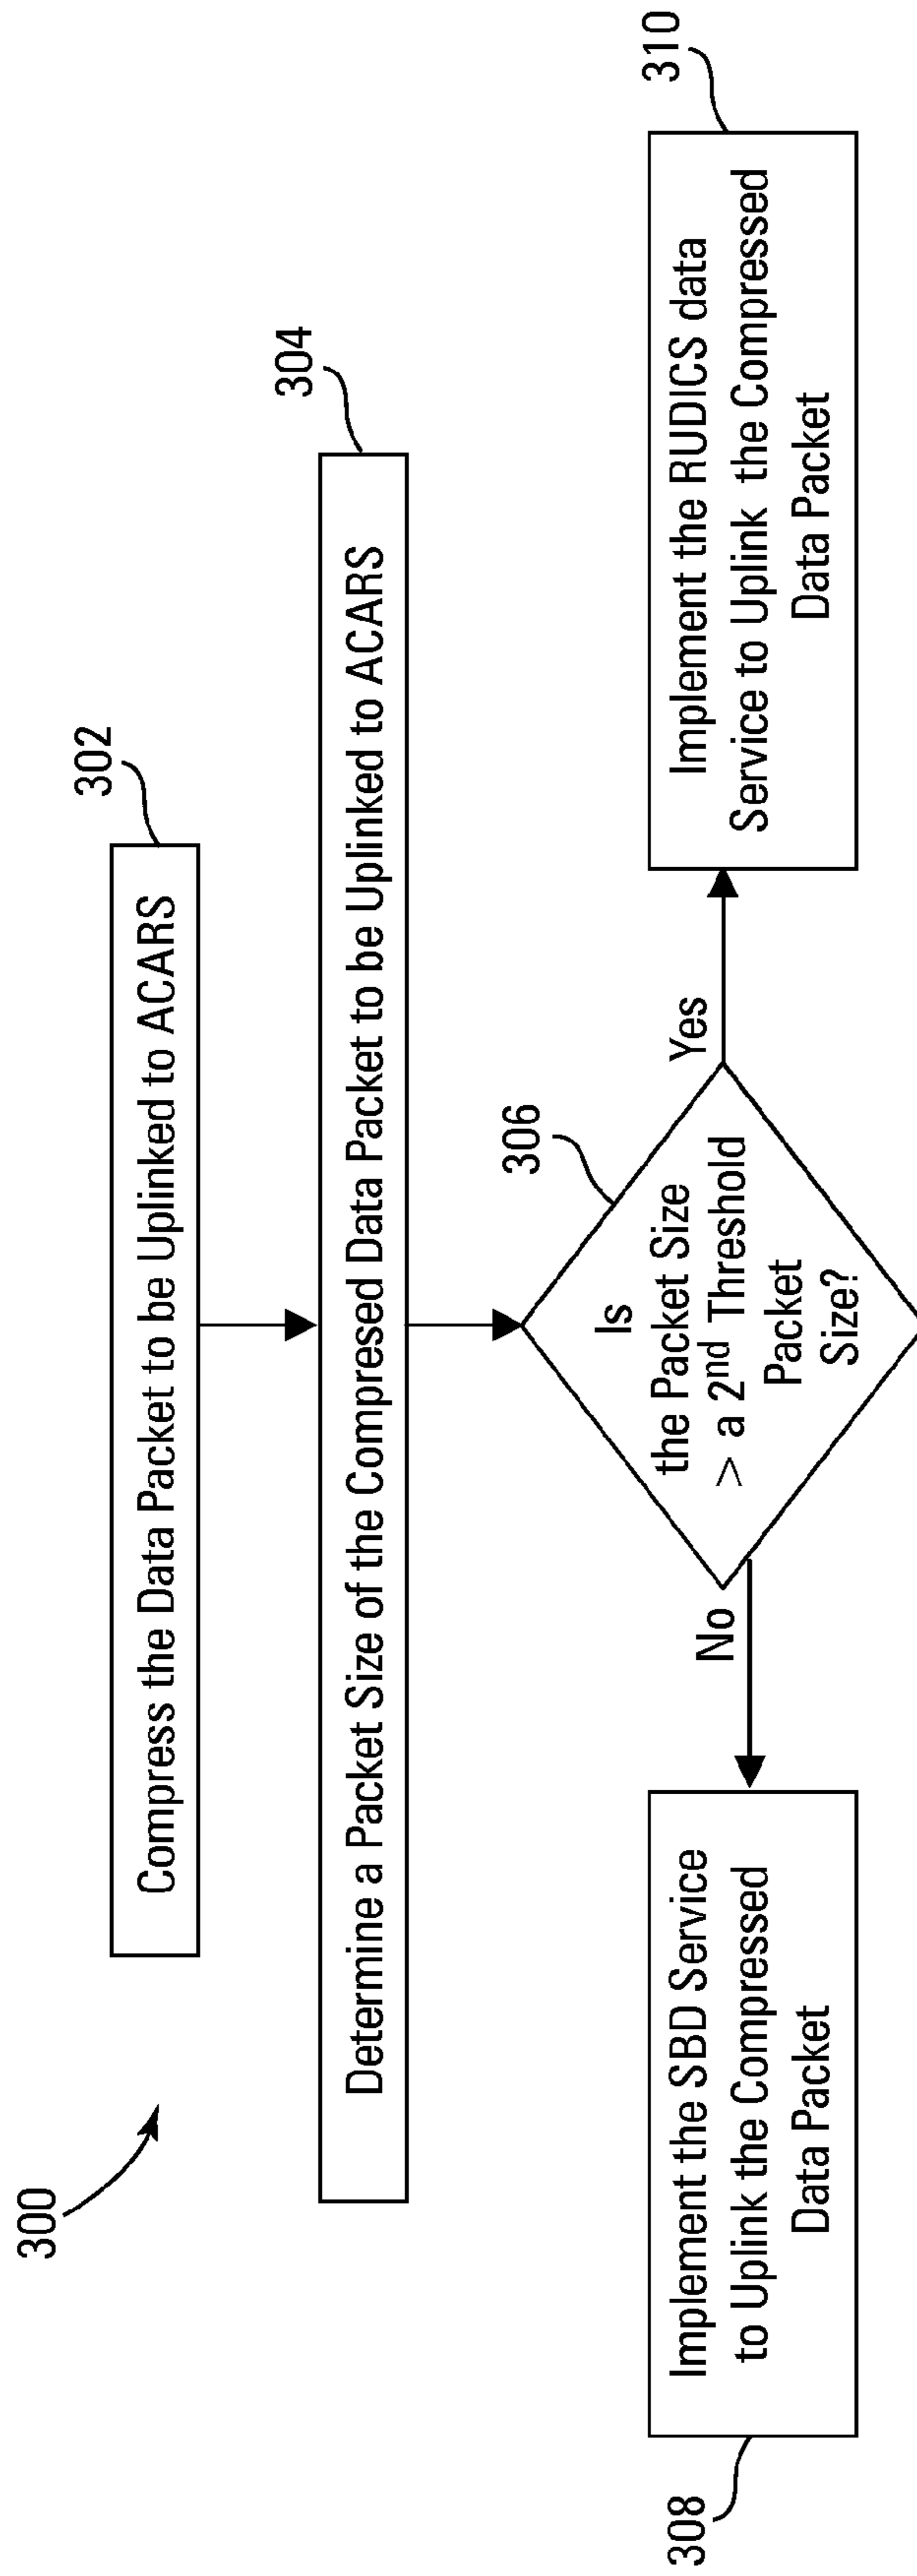 300
302
Compress the Data Packet to be Uplinked to ACARS
304
Determine a Packet Size of the Compresed Data Packet to be Uplinked to ACARS
306
Is
the Packet Size
> a 2nd Threshold
Packet
Size?
No
Yes
308
Implement the SBD Service
to Uplink the Compressed
Data Packet
310
Implement the RUDICS data
Service to Uplink the Compressed
Data Packet